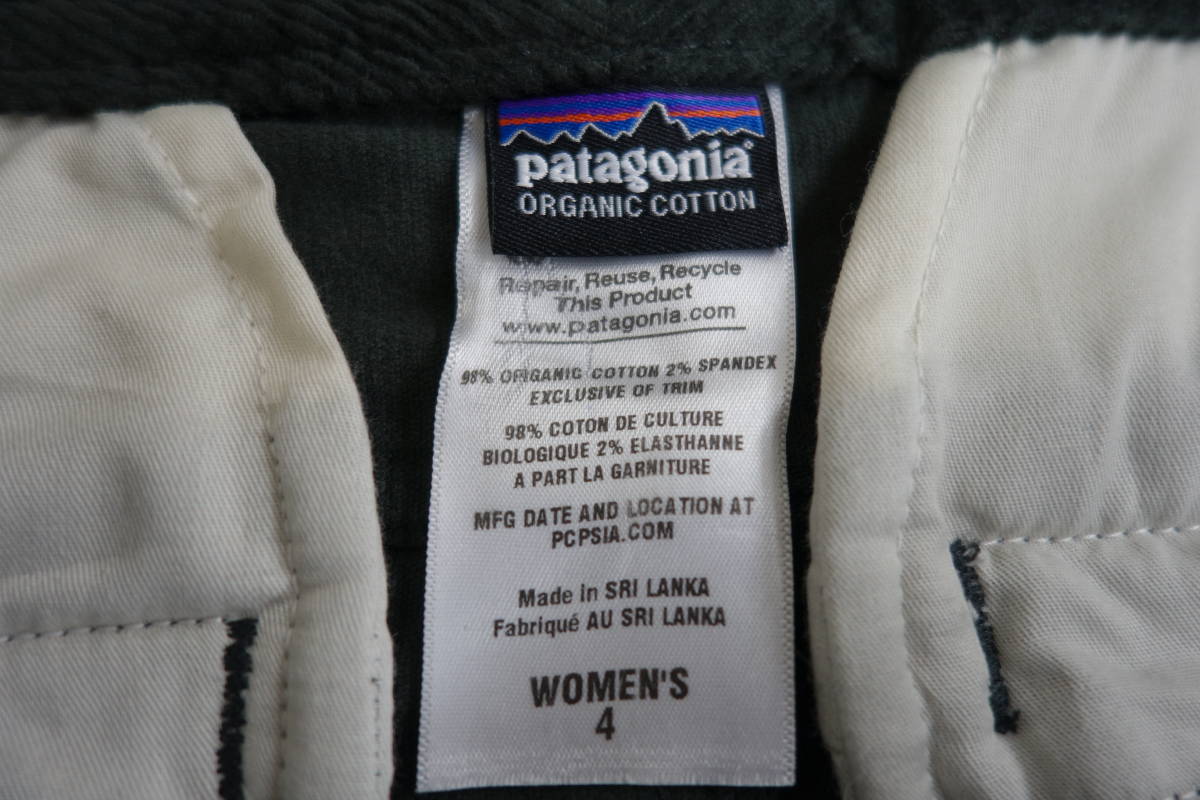 patagonia®
ORGANIC COTTON
Repair, Reuse, Recycle
This Product
www.patagonia.com
98% ORGANIC COTTON 2% SPANDEX
EXCLUSIVE OF TRIM
98% COTON DE CULTURE
BIOLOGIQUE 2% ELASTHANNE
A PART LA GARNITURE
MFG DATE AND LOCATION AT
PCPSIA.COM
Made in SRI LANKA
Fabriqué AU SRI LANKA
WOMEN'S
4